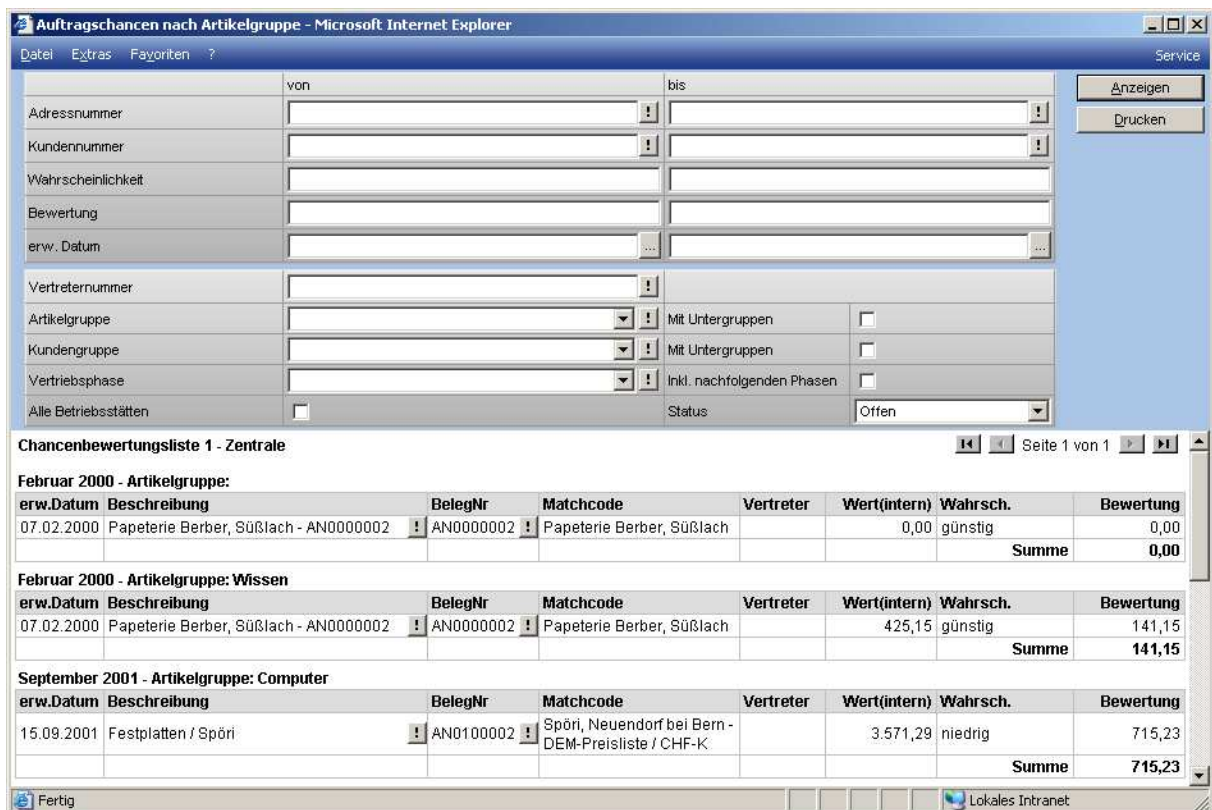 Auftragschancen nach Artikelgruppe - Microsoft Internet Explorer
Datei Extras Favoriten ? Service
von bis Anzeigen
Adressnummer ! ! Drucken
Kundennummer ! !
Wahrscheinlichkeit
Bewertung
erw. Datum ... ...
Vertreternummer !
Artikelgruppe ! Mit Untergruppen
Kundengruppe ! Mit Untergruppen
Vertriebsphase ! Inkl. nachfolgenden Phasen
Alle Betriebsstätten Status Offen
Chancenbewertungsliste 1 - Zentrale Seite 1 von 1
Februar 2000 - Artikelgruppe:
erw.Datum Beschreibung BelegNr Matchcode Vertreter Wert(intern) Wahrsch. Bewertung
07.02.2000 Papeterie Berber, Süßlach - AN0000002 ! AN0000002 ! Papeterie Berber, Süßlach 0,00 günstig 0,00
Summe 0,00
Februar 2000 - Artikelgruppe: Wissen
erw.Datum Beschreibung BelegNr Matchcode Vertreter Wert(intern) Wahrsch. Bewertung
07.02.2000 Papeterie Berber, Süßlach - AN0000002 ! AN0000002 ! Papeterie Berber, Süßlach 425,15 günstig 141,15
Summe 141,15
September 2001 - Artikelgruppe: Computer
erw.Datum Beschreibung BelegNr Matchcode Vertreter Wert(intern) Wahrsch. Bewertung
15.09.2001 Festplatten / Spöri ! AN0100002 ! Spöri, Neuendorf bei Bern - 3.571,29 niedrig 715,23
DEM-Preisliste / CHF-K
Summe 715,23
Fertig Lokales Intranet